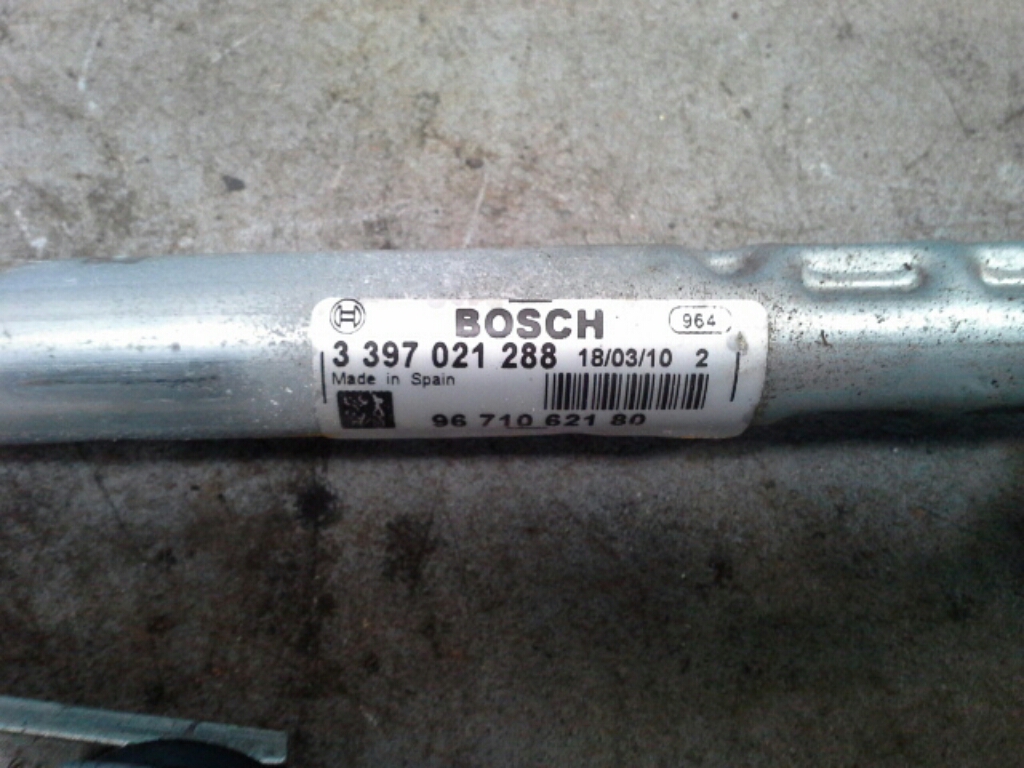 BOSCH 964
3 397 021 288 18/03/10 2
Made in Spain
96 710 621 80